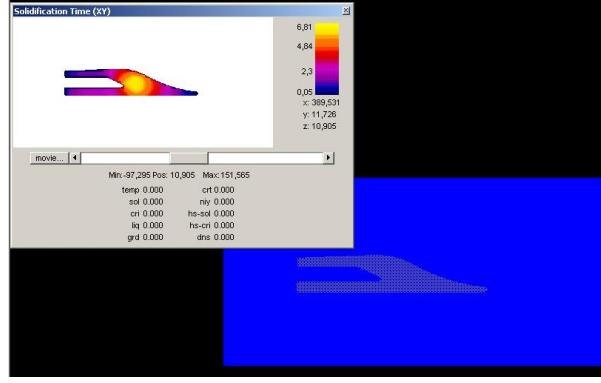 Solidification Time (XY)
6,81
4,84
2,3
0,05
x: 389,531
y: 11,726
z: 10,905
movie...
Min:-97,295 Pos: 10,905 Max:151,565
temp 0.000 crt 0.000
sol 0.000 niy 0.000
cri 0.000 hs-sol 0.000
liq 0.000 hs-cri 0.000
grd 0.000 dns 0.000